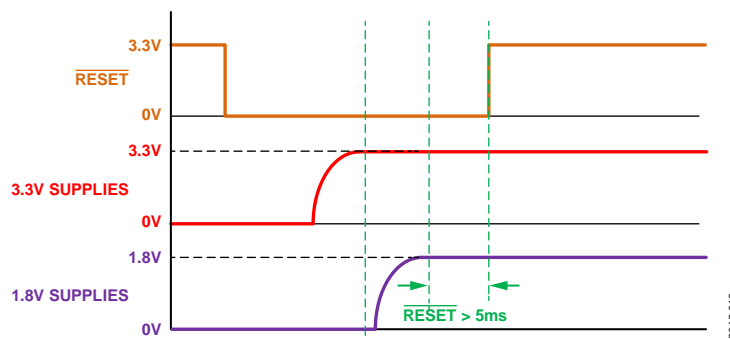 3.3V
RESET
0V
3.3V
3.3V SUPPLIES
0V
1.8V
1.8V SUPPLIES
RESET > 5ms
0V